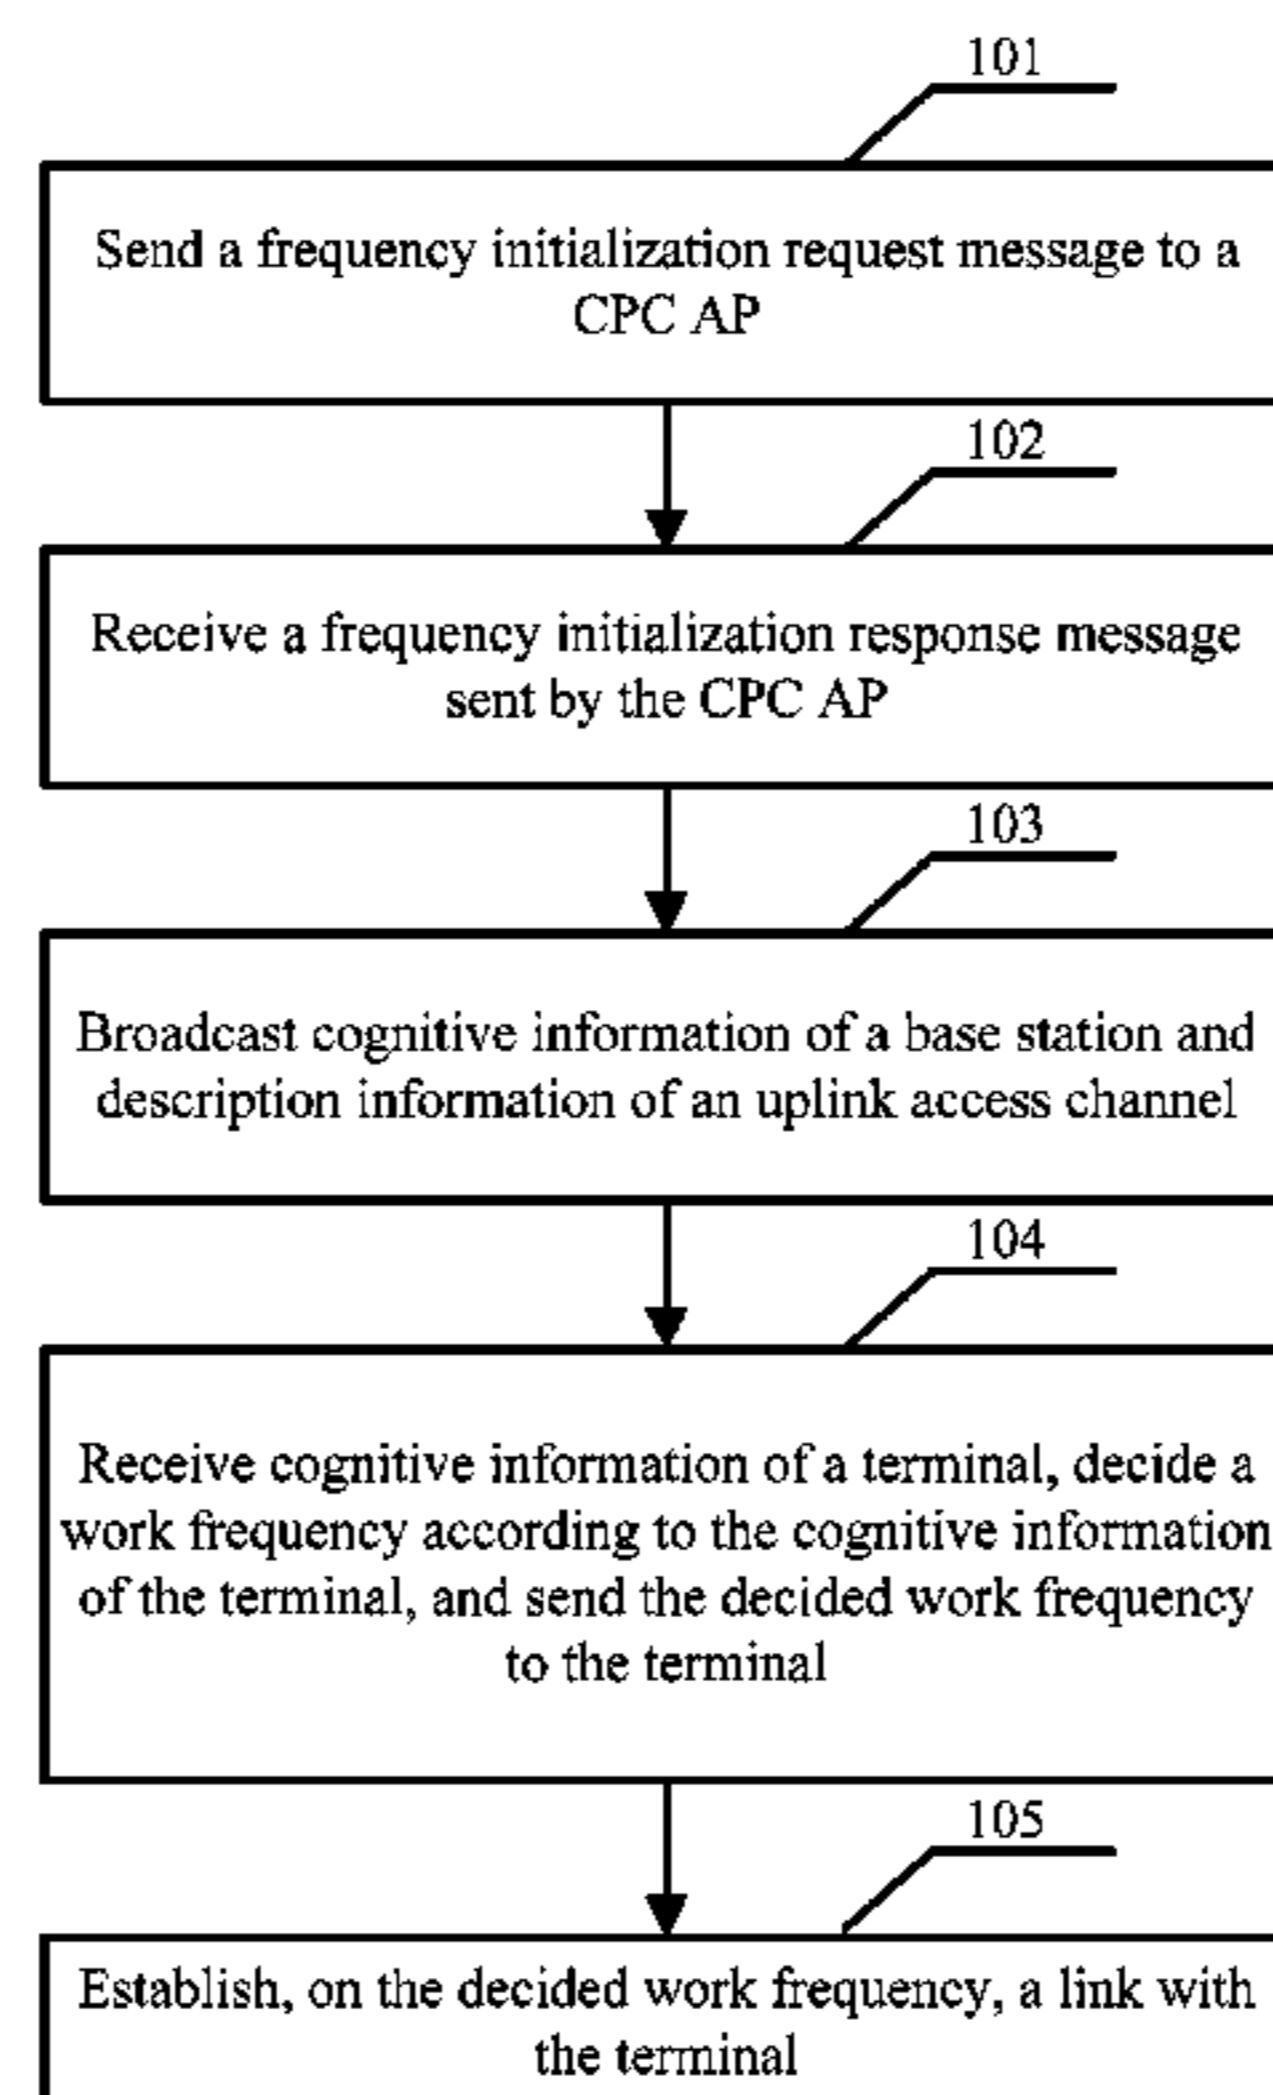 101
Send a frequency initialization request message to a
CPC AP
102
Receive a frequency initialization response message
sent by the CPC AP
103
Broadcast cognitive information of a base station and
description information of an uplink access channel
104
Receive cognitive information of a terminal, decide a
work frequency according to the cognitive information
of the terminal, and send the decided work frequency
to the terminal
105
Establish, on the decided work frequency, a link with
the terminal